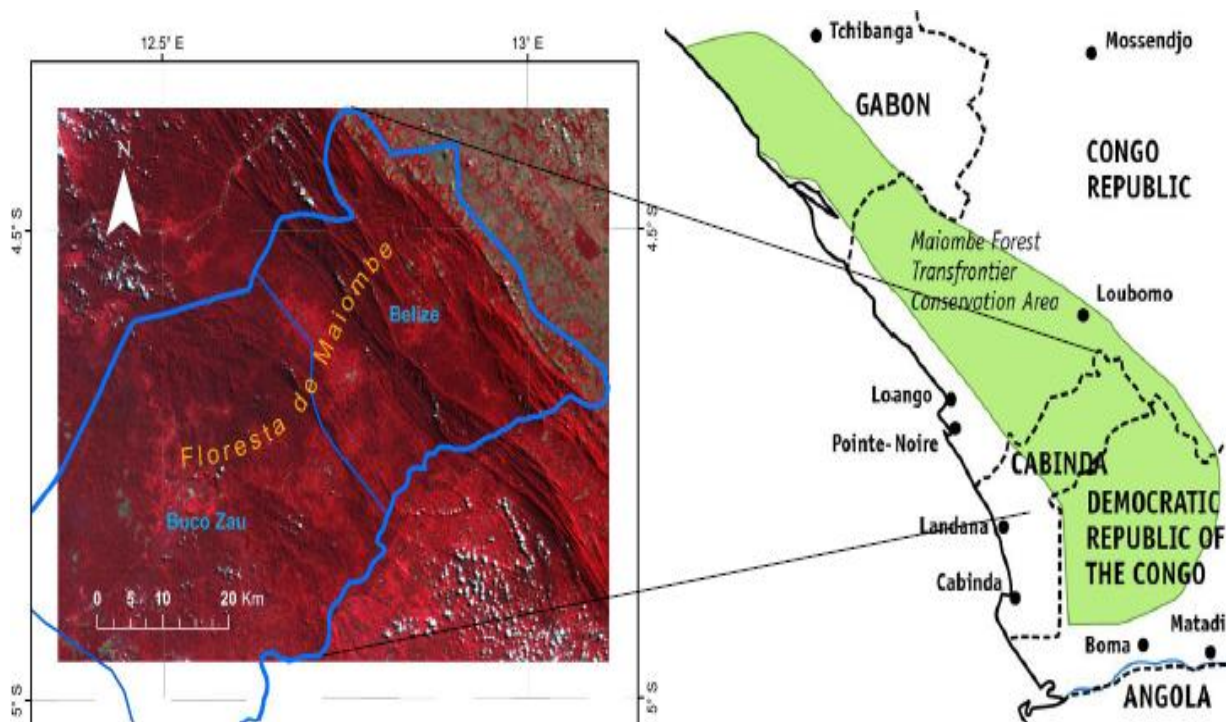 12.5° E
13° E
N
4.5° S
4.5° S
Floresta de Maiombe
Belize
Buco Zau
0 5 10 20 Km
5° S
5° S
Tchibanga
Mossendjo
GABON
CONGO
REPUBLIC
Maiombe Forest
Transfrontier
Conservation Area
Loubomo
Loango
Pointe-Noire
CABINDA
DEMOCRATIC
REPUBLIC OF
THE CONGO
Landana
Cabinda
Boma
Matadi
ANGOLA